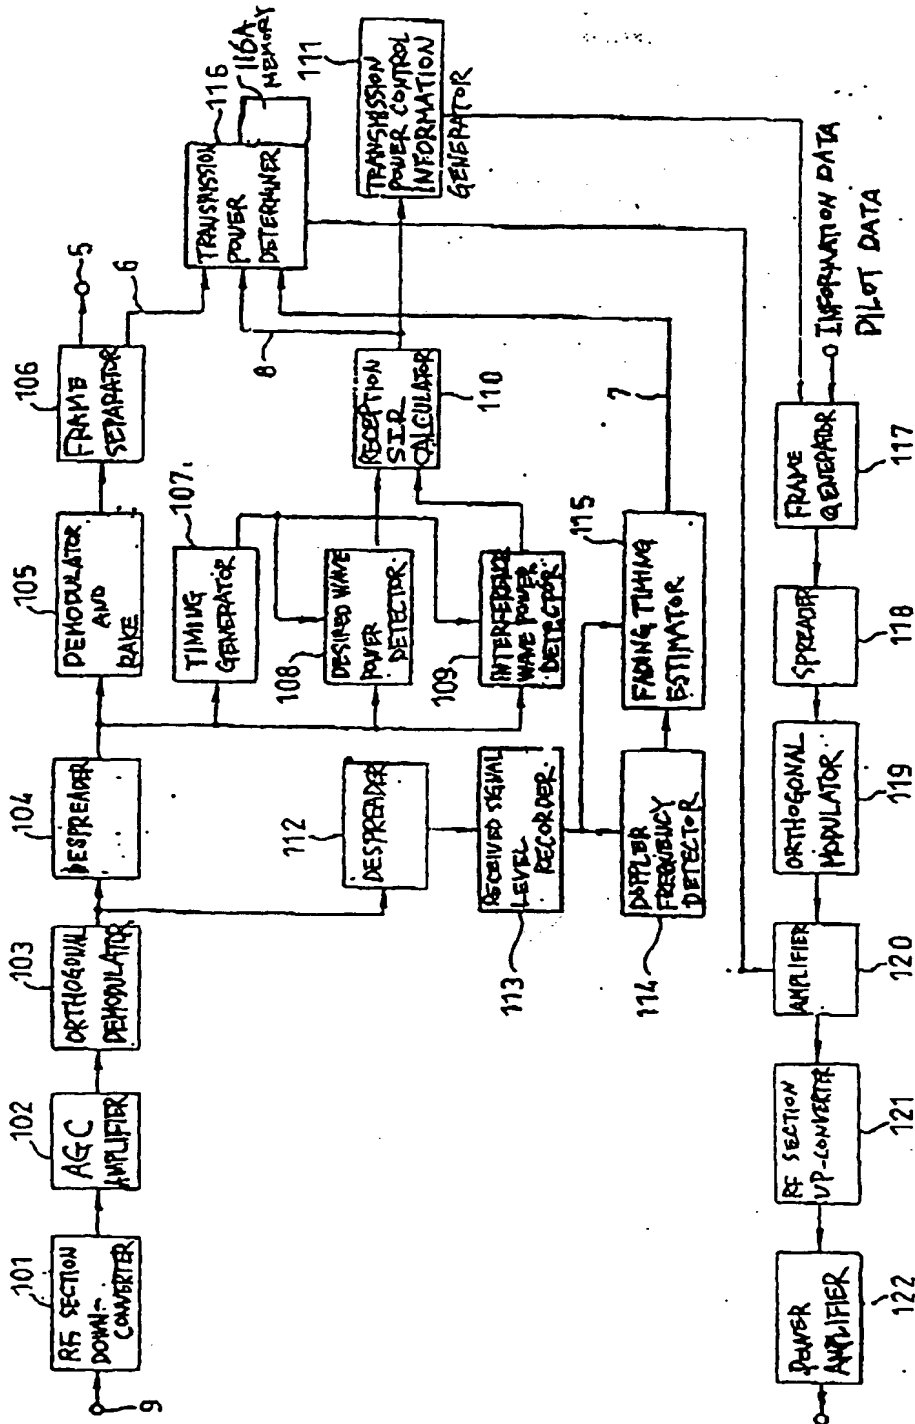 101
RF SECTION
DOWN-
CONVERTER
9
102
AGC
AMPLIFIER
103
ORTHOGONAL
DEMODULATOR
104
DESPREADER
105
DEMODULATOR
AND
RAKE
106
FRAME
SEPARATOR
5
6
116
TRANSMISSION
POWER
DETERMINER
116A
MEMORY
111
TRANSMISSION
POWER CONTROL
INFORMATION
GENERATOR
107
TIMING
GENERATOR
108
DESIRED WAVE
POWER
DETECTOR
109
INTERFERENCE
WAVE POWER
DETECTOR
8
RECEPTION
SIR
CALCULATOR
110
112
DESPREADER
113
RECEIVED SIGNAL
LEVEL
RECORDER
114
DOPPLER
FREQUENCY
DETECTOR
115
FADING TIMING
ESTIMATOR
7
INFORMATION DATA
PILOT DATA
FRAME
GENERATOR
117
SPREADER
118
ORTHOGONAL
MODULATOR
119
AMPLIFIER
120
RF SECTION
UP-CONVERTER
121
POWER
AMPLIFIER
122